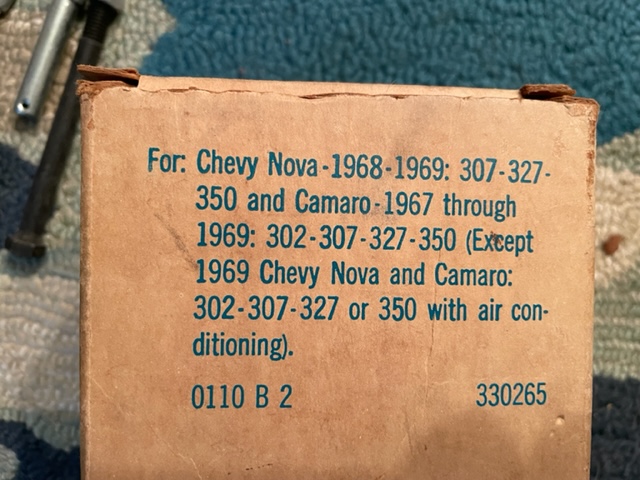 For: Chevy Nova-1968-1969: 307-327-
350 and Camaro-1967 through
1969: 302-307-327-350 (Except
1969 Chevy Nova and Camaro:
302-307-327 or 350 with air con-
ditioning).
0110 B 2 330265